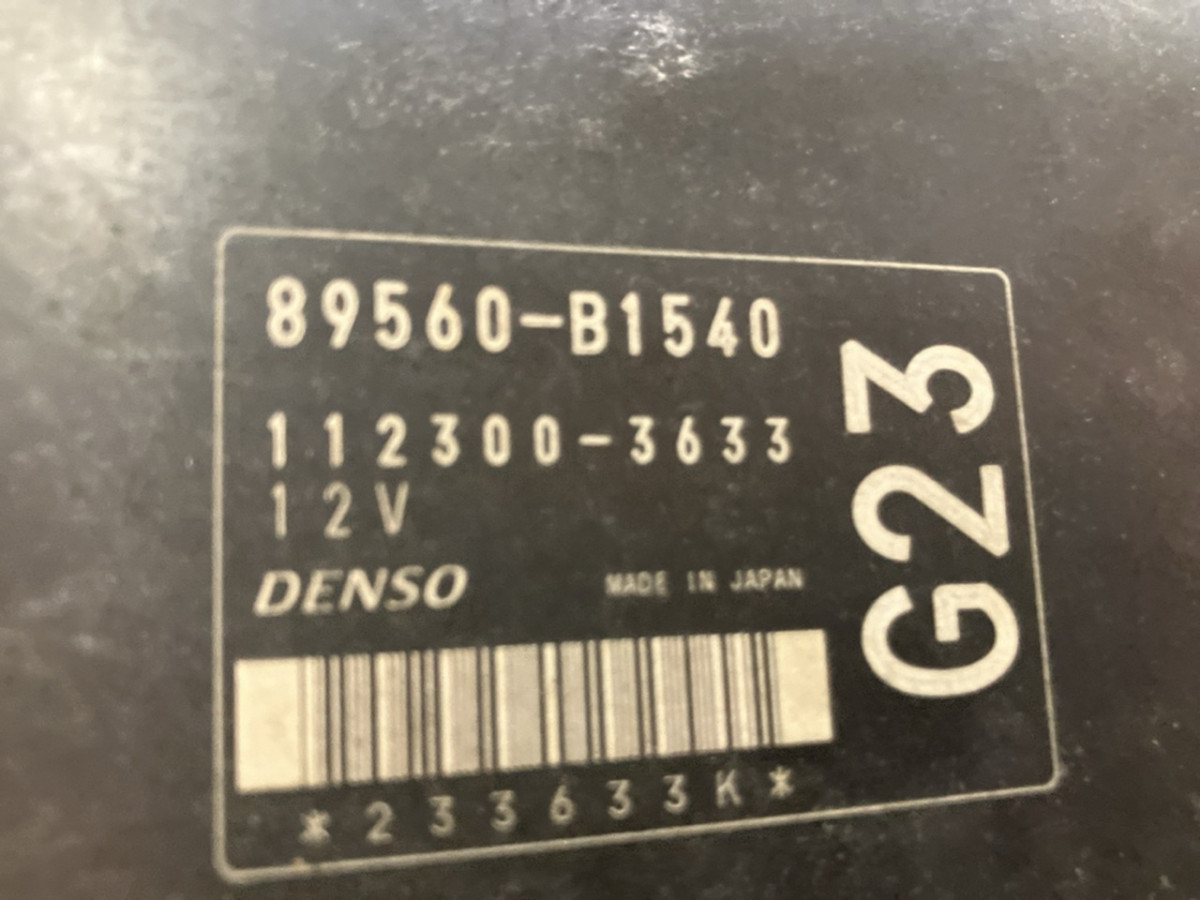 89560-B1540
112300-3633
12V
DENSO
MADE IN JAPAN
*233633K*
G23